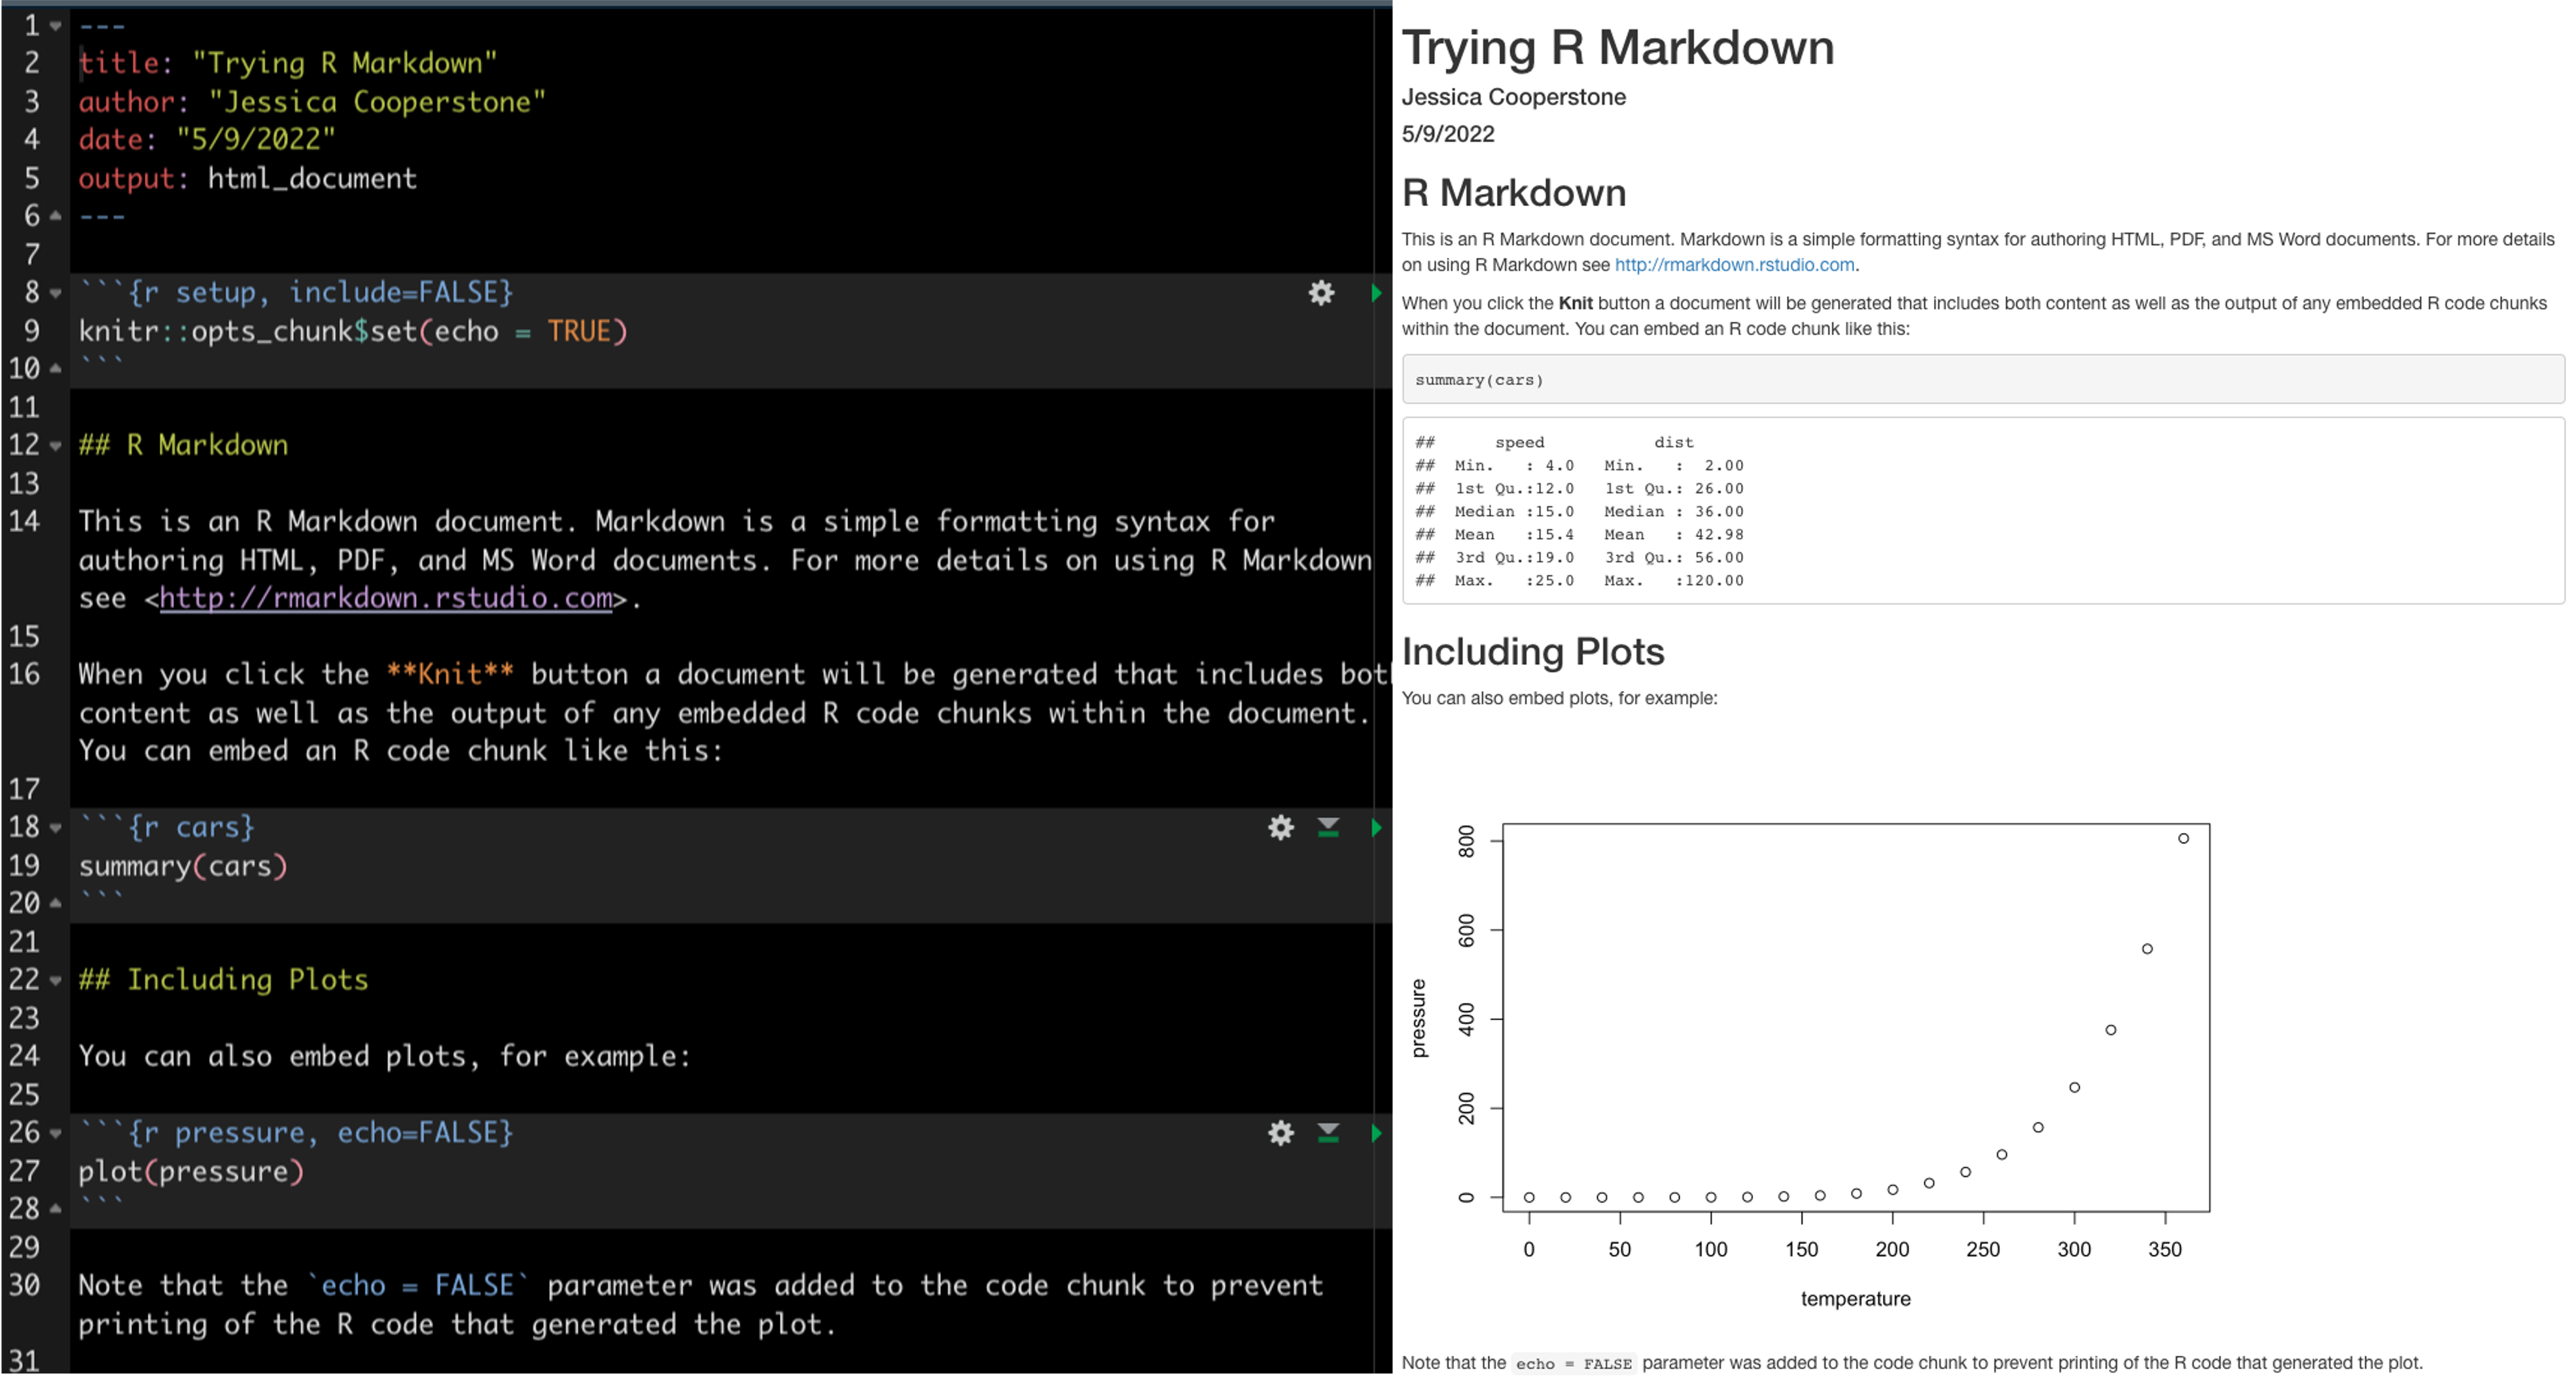 1 ---
2 title: "Trying R Markdown"
3 author: "Jessica Cooperstone"
4 date: "5/9/2022"
5 output: html_document
6 ---
7
8 ```{r setup, include=FALSE}
9 knitr::opts_chunk$set(echo = TRUE)
10 ```
11
12 ## R Markdown
13
14 This is an R Markdown document. Markdown is a simple formatting syntax for
authoring HTML, PDF, and MS Word documents. For more details on using R Markdown
see <http://rmarkdown.rstudio.com>.
15
16 When you click the **Knit** button a document will be generated that includes both
content as well as the output of any embedded R code chunks within the document.
You can embed an R code chunk like this:
17
18 ```{r cars}
19 summary(cars)
20 ```
21
22 ## Including Plots
23
24 You can also embed plots, for example:
25
26 ```{r pressure, echo=FALSE}
27 plot(pressure)
28 ```
29
30 Note that the `echo = FALSE` parameter was added to the code chunk to prevent
printing of the R code that generated the plot.
31
Trying R Markdown
Jessica Cooperstone
5/9/2022
R Markdown
This is an R Markdown document. Markdown is a simple formatting syntax for authoring HTML, PDF, and MS Word documents. For more details
on using R Markdown see http://rmarkdown.rstudio.com.
When you click the Knit button a document will be generated that includes both content as well as the output of any embedded R code chunks
within the document. You can embed an R code chunk like this:
summary(cars)
##      speed           dist
##  Min.   : 4.0   Min.   :  2.00
##  1st Qu.:12.0   1st Qu.: 26.00
##  Median :15.0   Median : 36.00
##  Mean   :15.4   Mean   : 42.98
##  3rd Qu.:19.0   3rd Qu.: 56.00
##  Max.   :25.0   Max.   :120.00
Including Plots
You can also embed plots, for example:
800
600
400
200
0
pressure
0 50 100 150 200 250 300 350
temperature
Note that the echo = FALSE parameter was added to the code chunk to prevent printing of the R code that generated the plot.